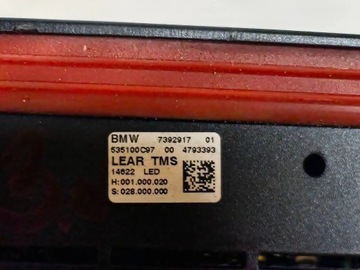 BMW 7392917 01
535100C97 00 4793393
LEAR TMS
14622 LED
H:001.000.020
S:028.000.000